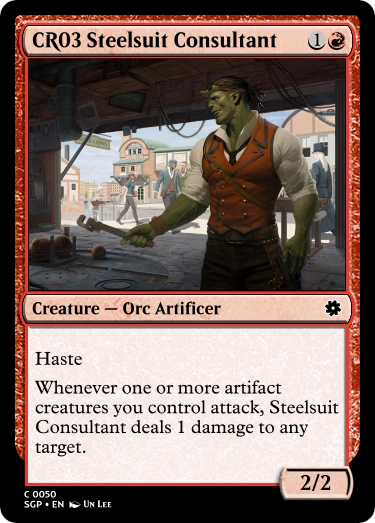 CR03 Steelsuit Consultant 1
Creature — Orc Artificer
Haste
Whenever one or more artifact
creatures you control attack, Steelsuit
Consultant deals 1 damage to any
target.
2/2
C 0050
SGP • EN Un Lee